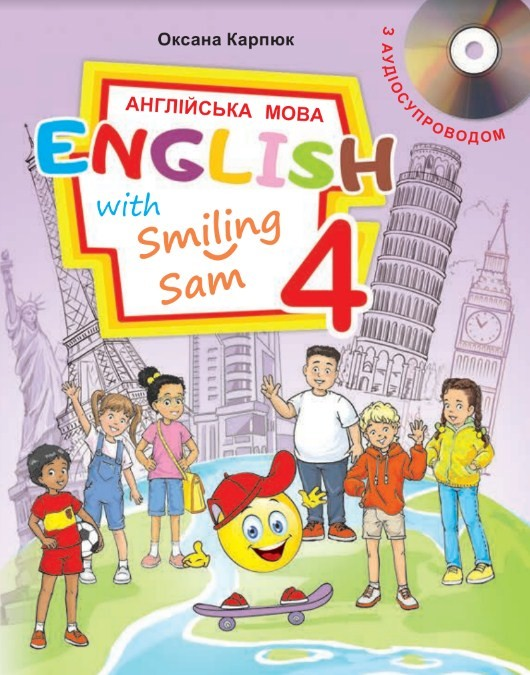 Оксана Карпюк
З АУДІОСУПРОВОДОМ
АНГЛІЙСЬКА МОВА
ENGLISH
with
Smiling
Sam
4